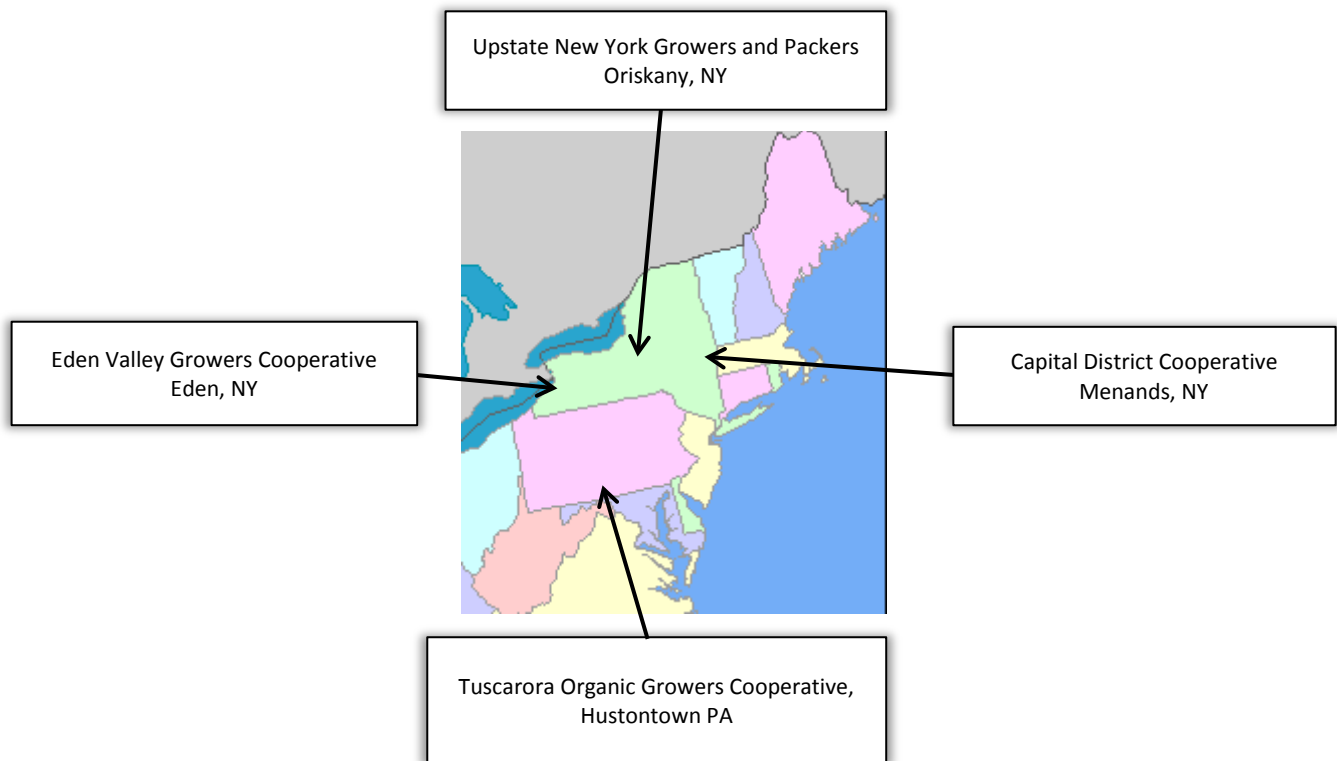 Upstate New York Growers and Packers
Oriskany, NY
Eden Valley Growers Cooperative
Eden, NY
Capital District Cooperative
Menands, NY
Tuscarora Organic Growers Cooperative,
Hustontown PA